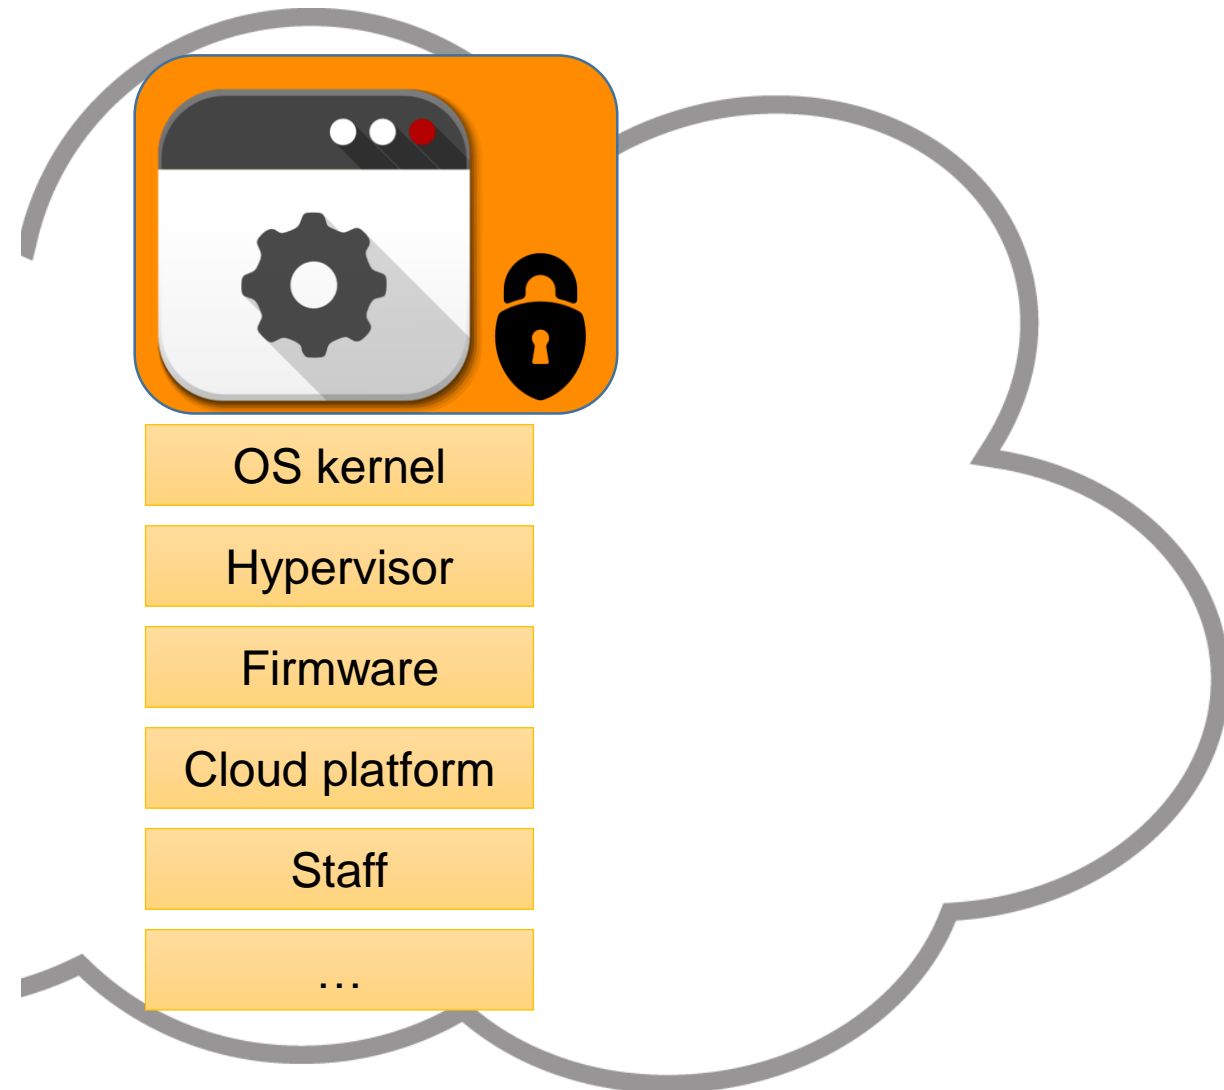 OS kernel
Hypervisor
Firmware
Cloud platform
Staff
…